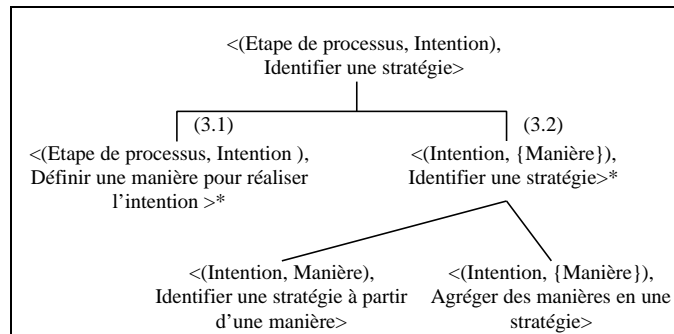 <(Etape de processus, Intention),
Identifier une stratégie>
(3.1)
(3.2)
<(Etape de processus, Intention ),
Définir une manière pour réaliser
l'intention >*
<(Intention, {Manière}),
Identifier une stratégie>*
<(Intention, Manière),
Identifier une stratégie à partir
d'une manière>
<(Intention, {Manière}),
Agréger des manières en une
stratégie>